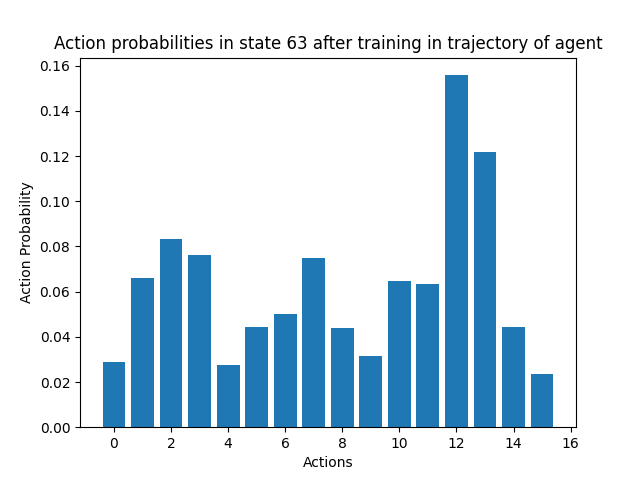 Action probabilities in state 63 after training in trajectory of agent
0.16
0.14
0.12
0.10
0.08
0.06
0.04
0.02
0.00
Action Probability
0 2 4 6 8 10 12 14 16
Actions